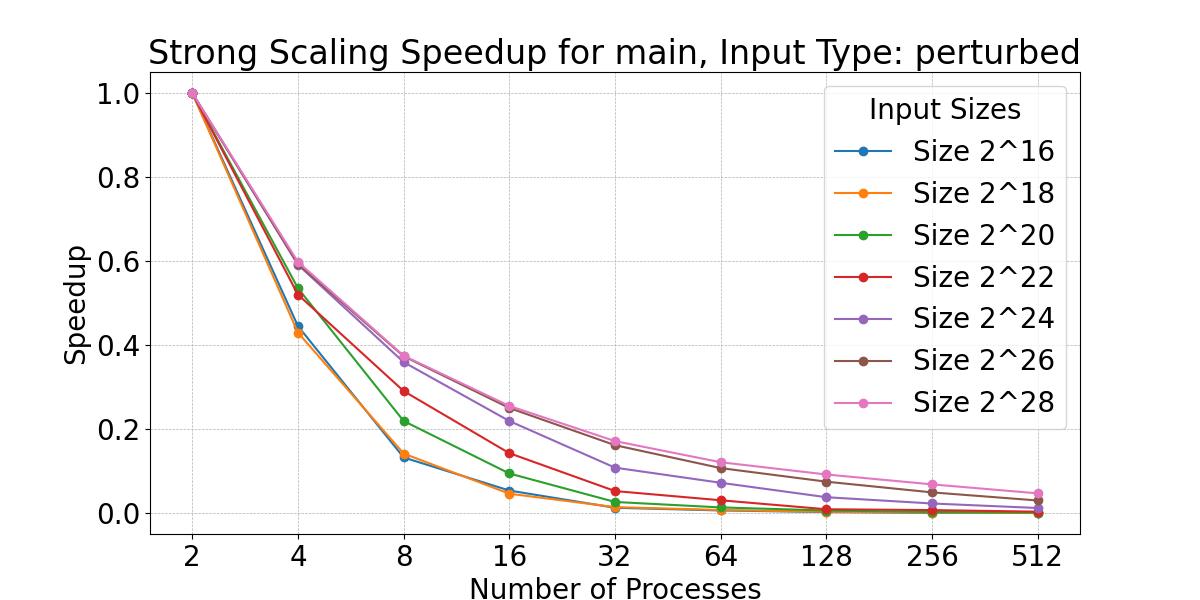 Strong Scaling Speedup for main, Input Type: perturbed
Speedup
1.0
0.8
0.6
0.4
0.2
0.0
Input Sizes
Size 2^16
Size 2^18
Size 2^20
Size 2^22
Size 2^24
Size 2^26
Size 2^28
2 4 8 16 32 64 128 256 512
Number of Processes